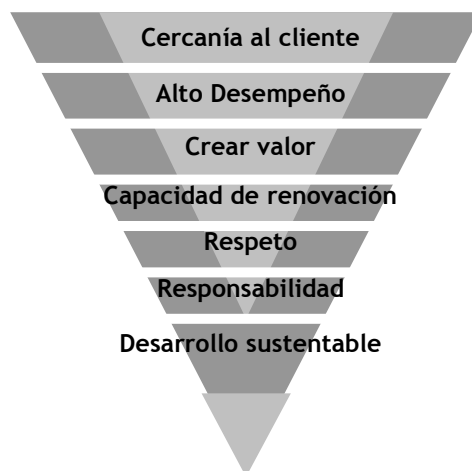 Cercanía al cliente
Alto Desempeño
Crear valor
Capacidad de renovación
Respeto
Responsabilidad
Desarrollo sustentable